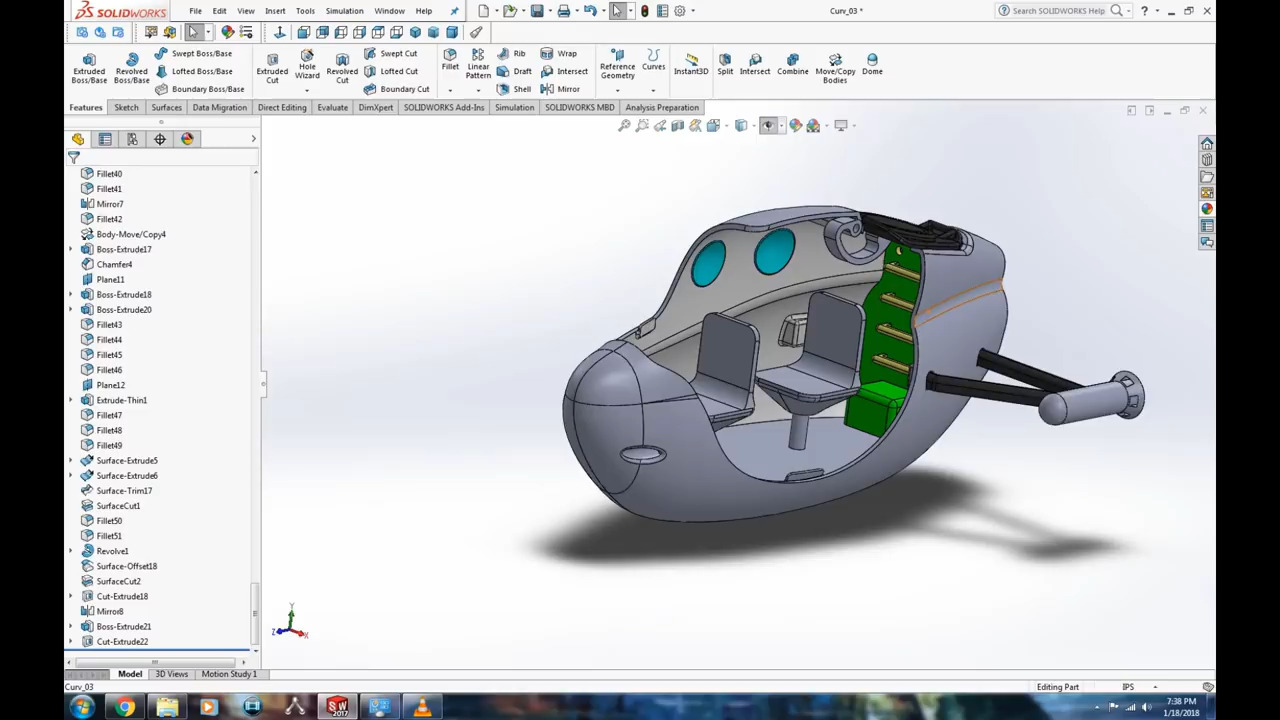 SOLIDWORKS File Edit View Insert Tools Simulation Window Help Curv_03 * Search SOLIDWORKS Help
Extruded Boss/Base
Revolved Boss/Base
Swept Boss/Base
Lofted Boss/Base
Boundary Boss/Base
Extruded Cut
Hole Wizard
Revolved Cut
Swept Cut
Lofted Cut
Boundary Cut
Fillet
Linear Pattern
Rib
Draft
Shell
Wrap
Intersect
Mirror
Reference Geometry
Curves
Instant3D
Split
Intersect
Combine
Move/Copy Bodies
Dome
Features Sketch Surfaces Data Migration Direct Editing Evaluate DimXpert SOLIDWORKS Add-Ins Simulation SOLIDWORKS MBD Analysis Preparation
Fillet40
Fillet41
Mirror7
Fillet42
Body-Move/Copy4
Boss-Extrude17
Chamfer4
Plane11
Boss-Extrude18
Boss-Extrude20
Fillet43
Fillet44
Fillet45
Fillet46
Plane12
Extrude-Thin1
Fillet47
Fillet48
Fillet49
Surface-Extrude5
Surface-Extrude6
Surface-Trim17
SurfaceCut1
Fillet50
Fillet51
Revolve1
Surface-Offset18
SurfaceCut2
Cut-Extrude18
Mirror8
Boss-Extrude21
Cut-Extrude22
Y
Z X
Model 3D Views Motion Study 1
Curv_03 Editing Part IPS
SW 2017
7:38 PM
1/18/2018